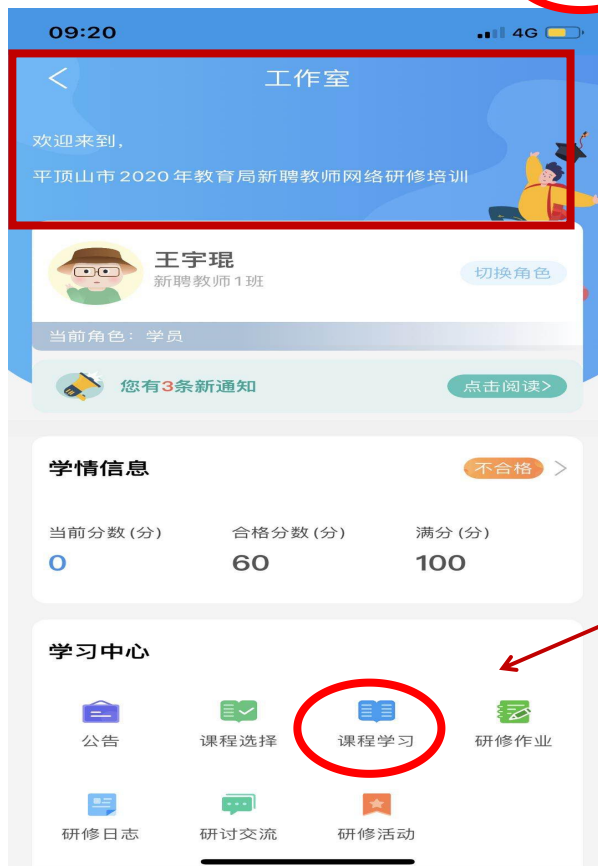 09:20 4G
工作室
欢迎来到,
平顶山市2020年教育局新聘教师网络研修培训
王宇琨
新聘教师1班
切换角色
当前角色: 学员
您有3条新通知 点击阅读>
学情信息 不合格 >
当前分数(分) 合格分数(分) 满分(分)
0 60 100
学习中心
公告 课程选择 课程学习 研修作业
研修日志 研讨交流 研修活动